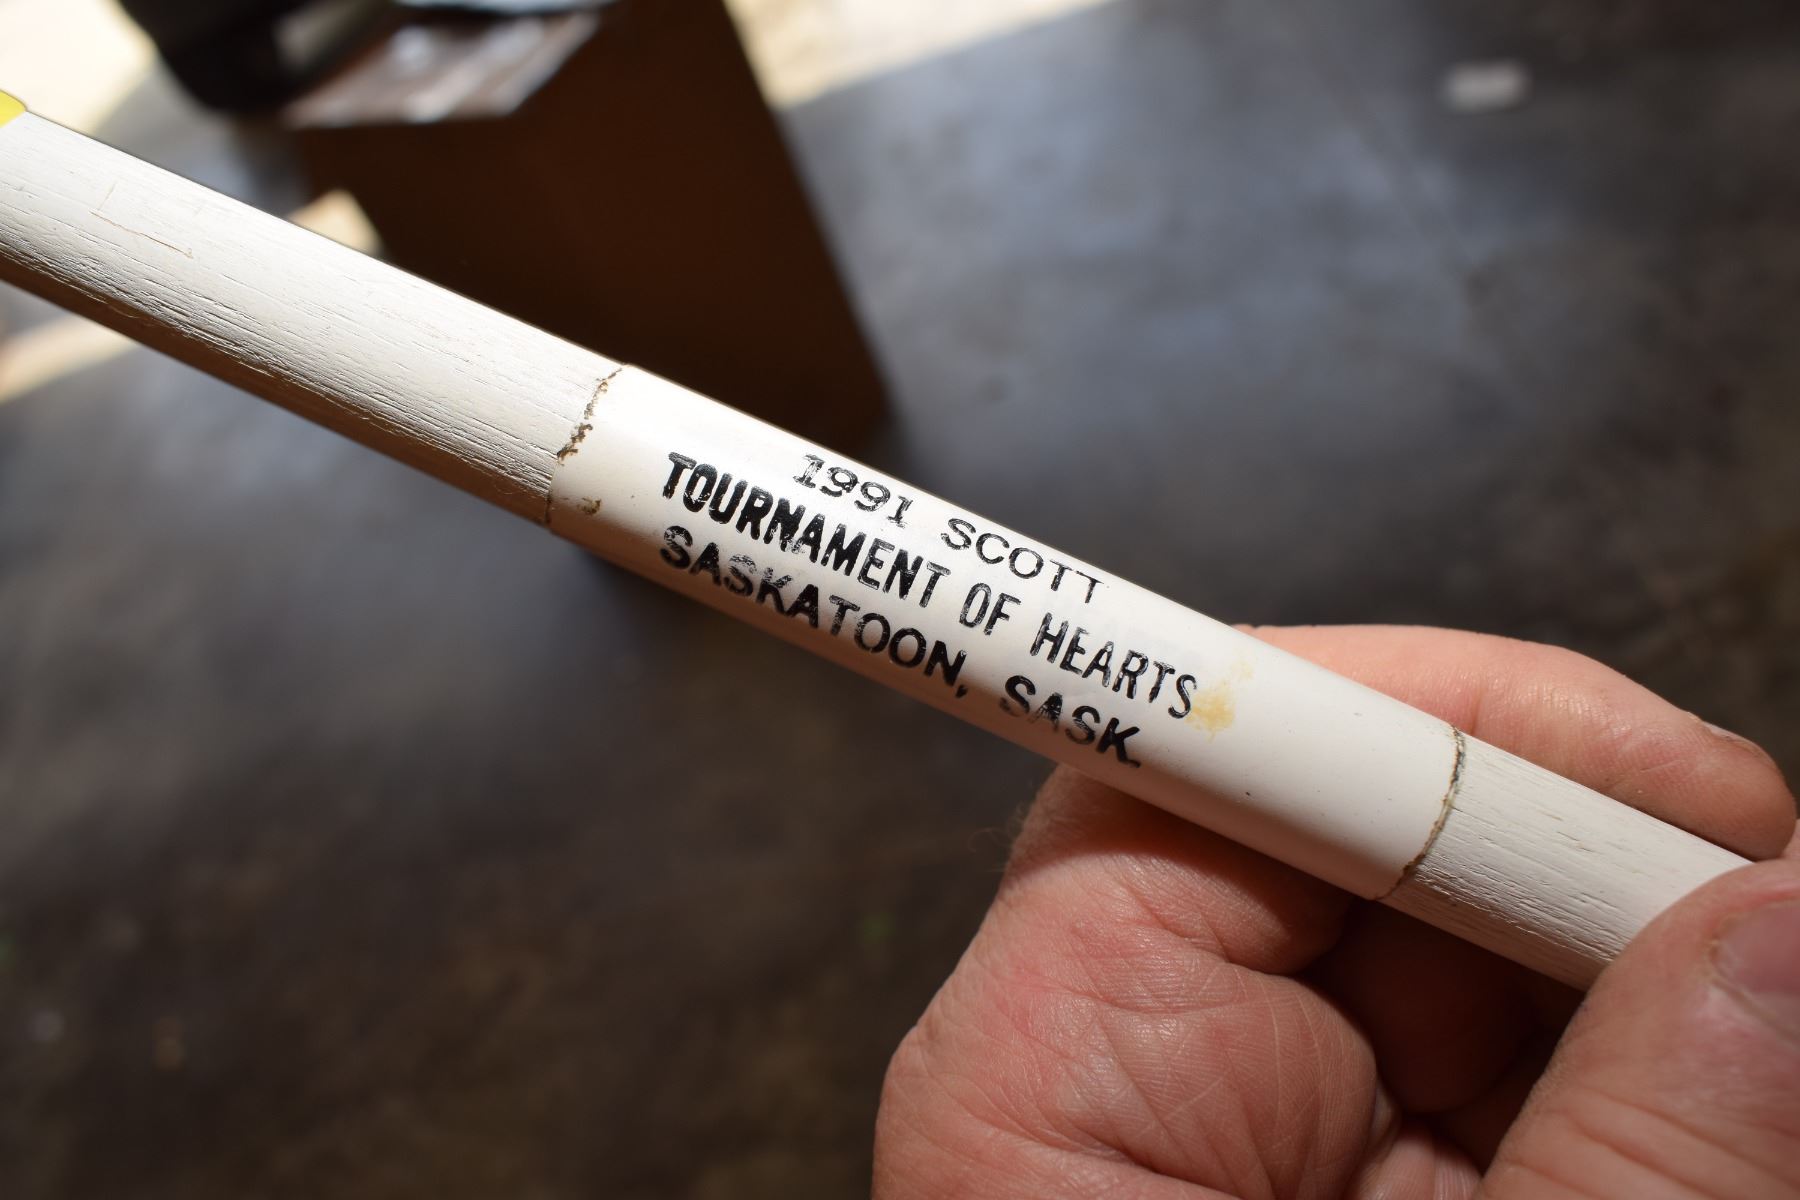 1991 SCOTT
TOURNAMENT OF HEARTS
SASKATOON, SASK.